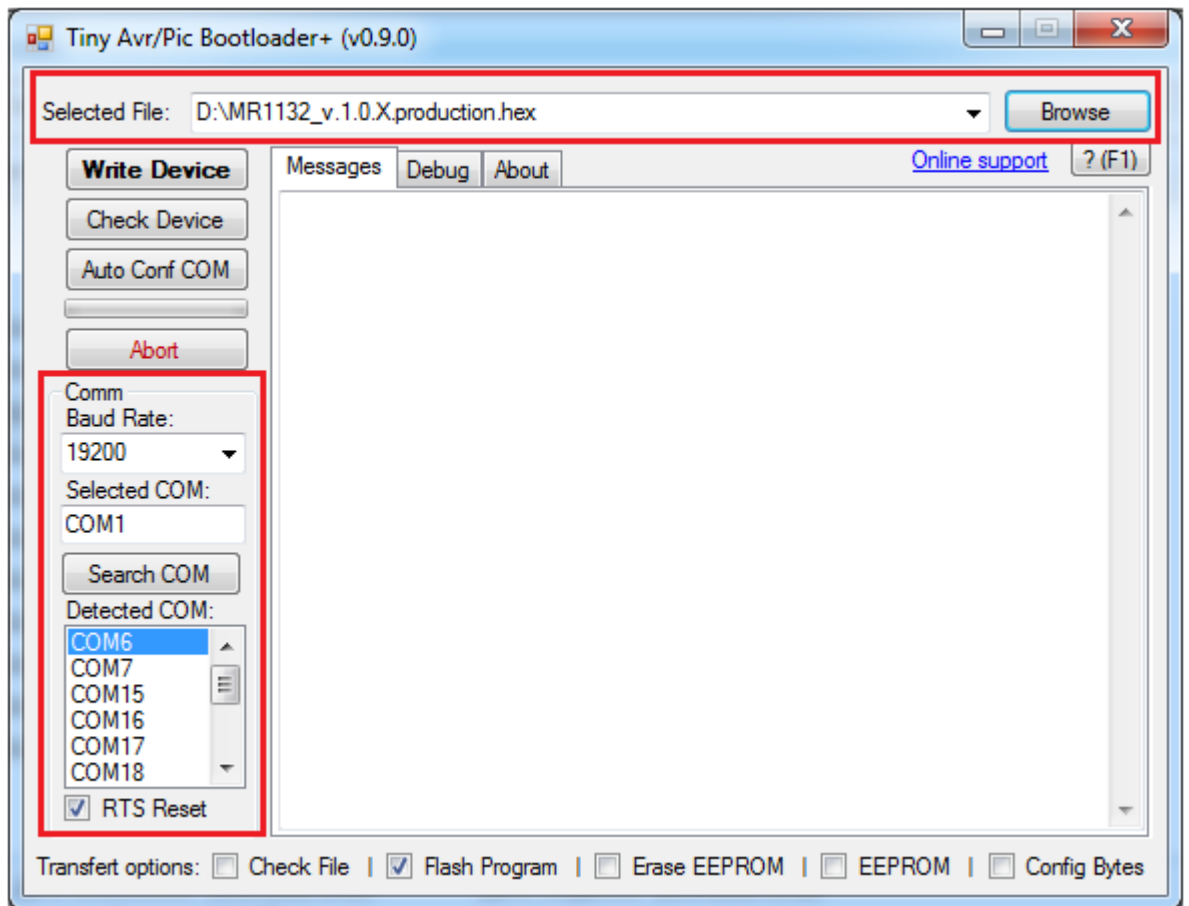 Tiny Avr/Pic Bootloader+ (v0.9.0)
Selected File: D:\MR1132_v.1.0.X.production.hex Browse
Write Device
Messages Debug About Online support ? (F1)
Check Device
Auto Conf COM
Abort
Comm
Baud Rate:
19200
Selected COM:
COM1
Search COM
Detected COM:
COM6
COM7
COM15
COM16
COM17
COM18
RTS Reset
Transfert options: Check File | Flash Program | Erase EEPROM | EEPROM | Config Bytes